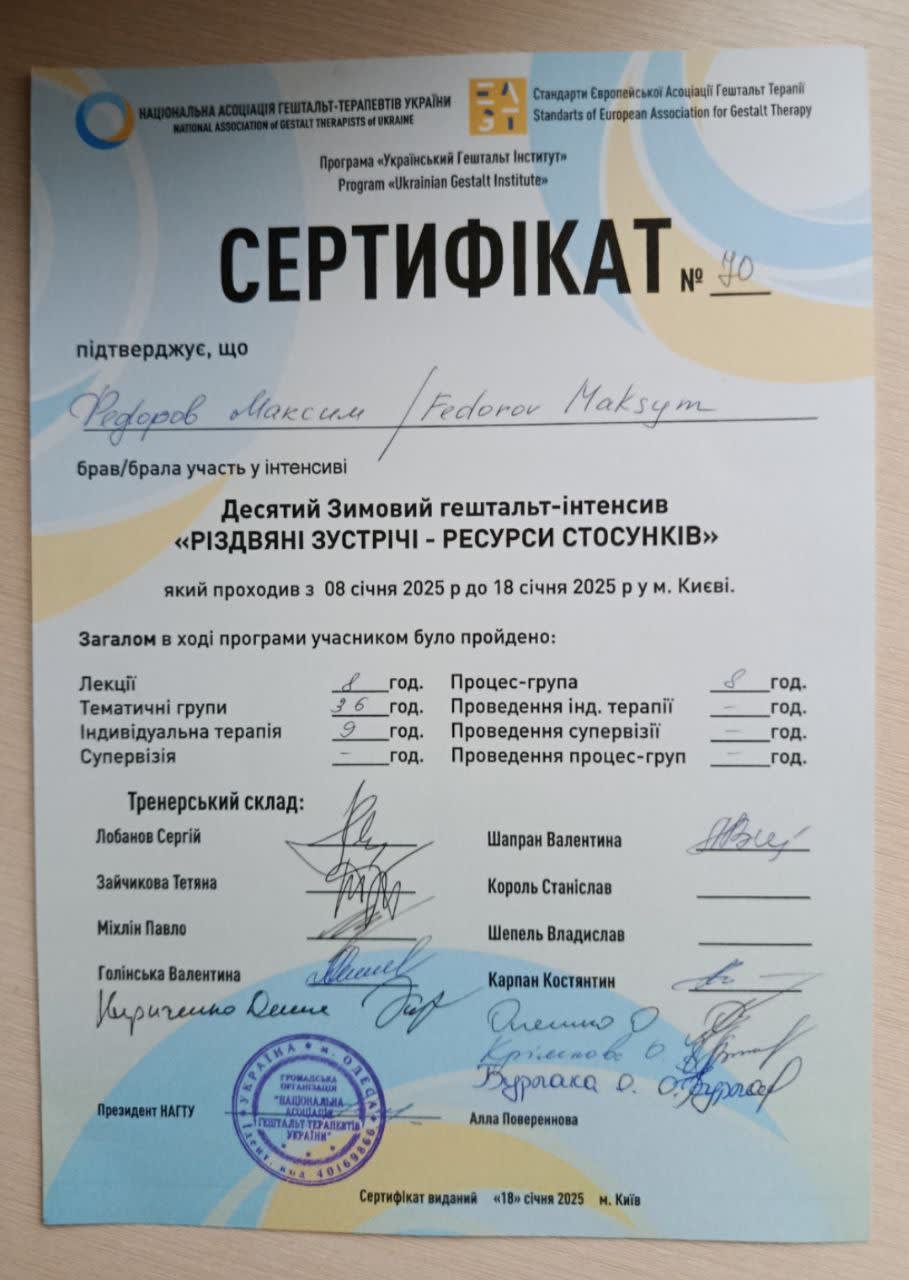 НАЦІОНАЛЬНА АСОЦІАЦІЯ ГЕШТАЛЬТ-ТЕРАПЕВТІВ УКРАЇНИ
NATIONAL ASSOCIATION of GESTALT THERAPISTS of UKRAINE
Стандарти Європейської Асоціації Гештальт Терапії
Standarts of European Association for Gestalt Therapy
Програма «Український Гештальт Інститут»
Program «Ukrainian Gestalt Institute»
СЕРТИФІКАТ № 70
підтверджує, що
Федоров Максим / Fedorov Maksym
брав/брала участь у інтенсиві
Десятий Зимовий гештальт-інтенсив
«РІЗДВЯНІ ЗУСТРІЧІ - РЕСУРСИ СТОСУНКІВ»
який проходив з 08 січня 2025 р до 18 січня 2025 р у м. Києві.
Загалом в ході програми учасником було пройдено:
Лекції 8 год. Процес-група 8 год.
Тематичні групи 36 год. Проведення інд. терапії - год.
Індивідуальна терапія 9 год. Проведення супервізії - год.
Супервізія - год. Проведення процес-груп - год.
Тренерський склад:
Лобанов Сергій Шапран Валентина
Зайчикова Тетяна Король Станіслав
Міхлін Павло Шепель Владислав
Голінська Валентина Карпан Костянтин
Кириченко Олешко О
Бурлака О.
УКРАЇНА м. ОДЕСА
ГРОМАДСЬКА
ОРГАНІЗАЦІЯ
"НАЦІОНАЛЬНА
АСОЦІАЦІЯ
ГЕШТАЛЬТ-ТЕРАПЕВТІВ
УКРАЇНИ"
Ідент. код 40169866
Президент НАГТУ Алла Повереннова
Сертифікат виданий «18» січня 2025 м. Київ